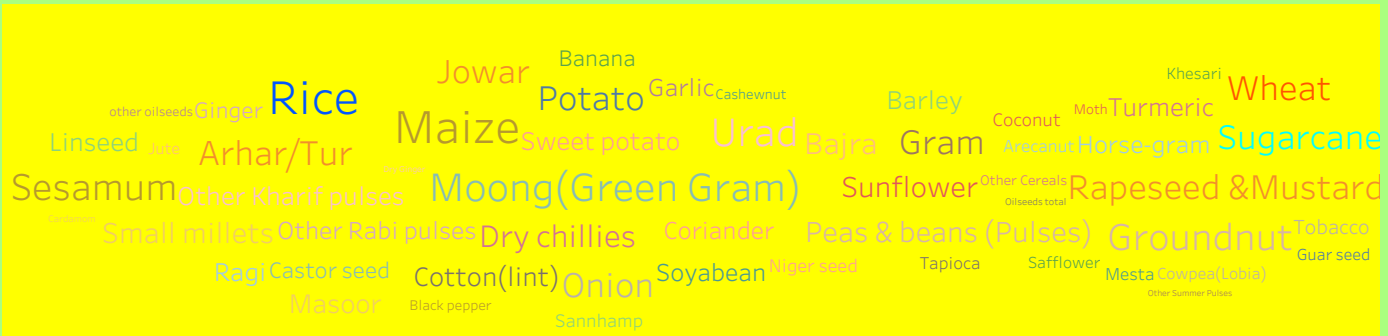 Banana
Jowar
Khesari
Garlic
Wheat
Rice
Potato
Cashewnut
Barley
other oilseeds
Ginger
Moth
Turmeric
Coconut
Maize
Urad
Sugarcane
Linseed
Jute
Sweet potato
Bajra
Gram
Arecanut
Horse-gram
Arhar/Tur
Dry Ginger
Other Cereals
Sesamum
Other Kharif pulses
Moong(Green Gram)
Sunflower
Rapeseed &Mustard
Oilseeds total
Cardamom
Small millets
Other Rabi pulses
Dry chillies
Coriander
Peas & beans (Pulses)
Groundnut
Tobacco
Guar seed
Ragi
Castor seed
Cotton(lint)
Onion
Soyabean
Niger seed
Tapioca
Safflower
Mesta
Cowpea(Lobia)
Masoor
Black pepper
Other Summer Pulses
Sannhamp